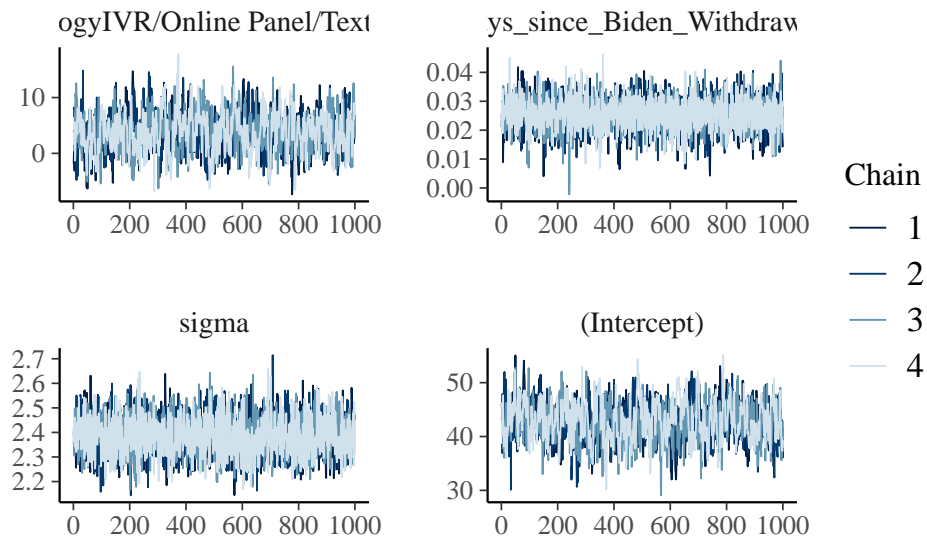 ogyIVR/Online Panel/Text
ys_since_Biden_Withdraw
10
0
0 200 400 600 800 1000
0.04
0.03
0.02
0.01
0.00
0 200 400 600 800 1000
Chain
1
2
3
4
sigma
(Intercept)
2.7
2.6
2.5
2.4
2.3
2.2
0 200 400 600 800 1000
50
40
30
0 200 400 600 800 1000